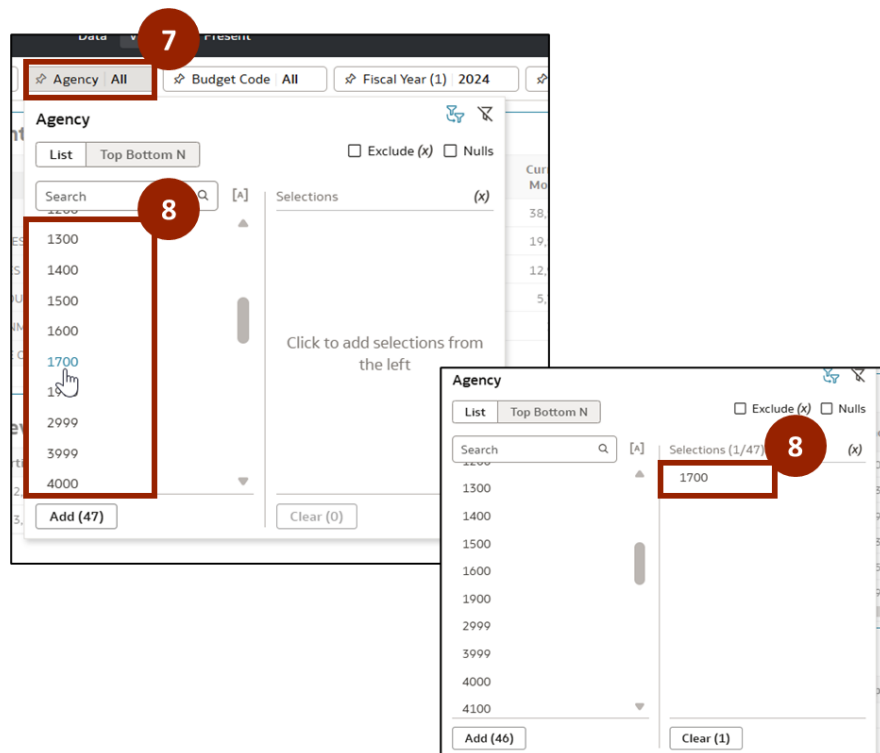 7
Data
Present
Agency All
Budget Code All
Fiscal Year (1) 2024
Agency
List Top Bottom N
Exclude (x) Nulls
Search
[A]
Selections
(x)
8
1200
1300
1400
1500
1600
1700
2999
3999
4000
Click to add selections from
the left
Add (47)
Clear (0)
Agency
List Top Bottom N
Exclude (x) Nulls
Search
[A]
Selections (1/47)
(x)
8
1200
1300
1400
1500
1600
1900
2999
3999
4000
4100
1700
Add (46)
Clear (1)